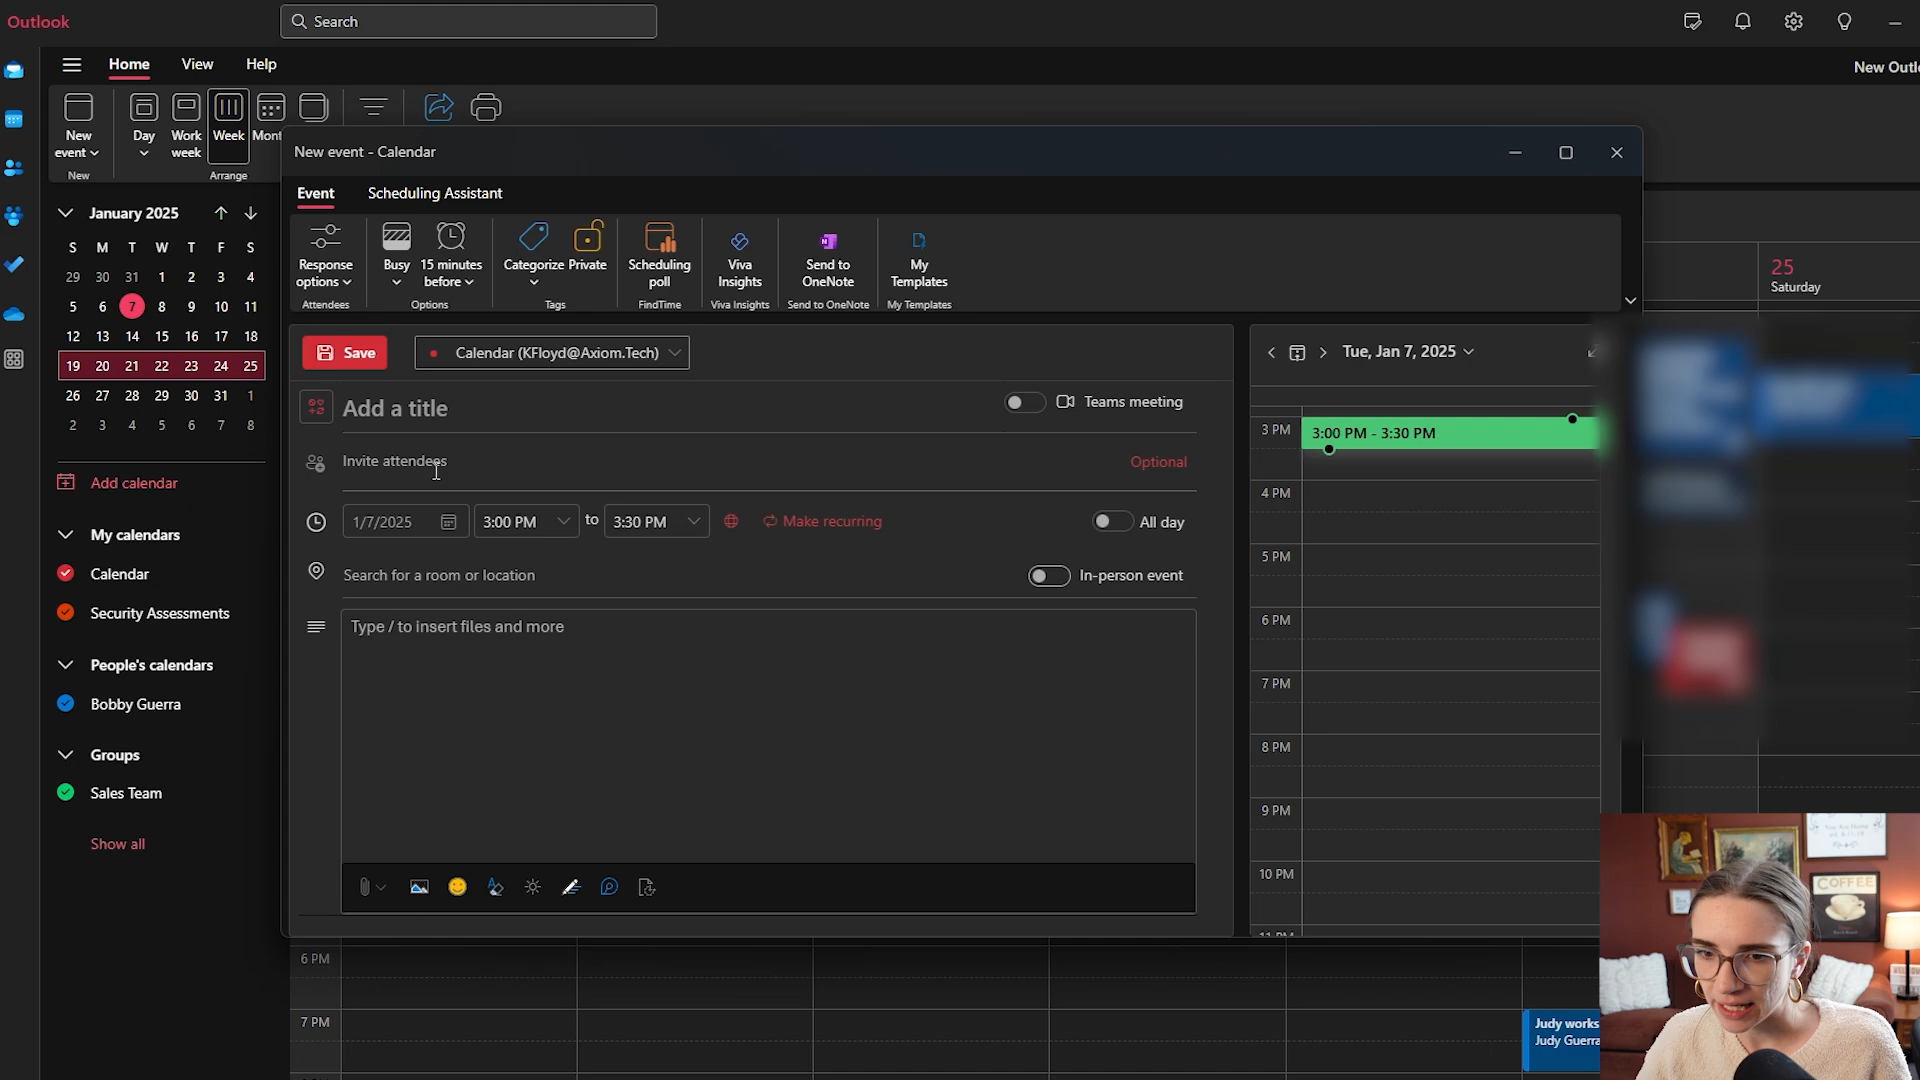 Outlook
Search
Home
View
Help
New Outl
New event
Day
Work week
Week
Mont
New
Arrange
New event - Calendar
Event
Scheduling Assistant
Response options
Busy
15 minutes before
Categorize
Private
Scheduling poll
Viva Insights
Send to OneNote
My Templates
Attendees
Options
Tags
FindTime
Viva Insights
Send to OneNote
My Templates
January 2025
S M T W T F S
29 30 31 1 2 3 4
5 6 7 8 9 10 11
12 13 14 15 16 17 18
19 20 21 22 23 24 25
26 27 28 29 30 31 1
2 3 4 5 6 7 8
Add calendar
My calendars
Calendar
Security Assessments
People's calendars
Bobby Guerra
Groups
Sales Team
Show all
Save
Calendar (KFloyd@Axiom.Tech)
Add a title
Teams meeting
Invite attendees
Optional
1/7/2025
3:00 PM
to
3:30 PM
Make recurring
All day
Search for a room or location
In-person event
Type / to insert files and more
Tue, Jan 7, 2025
3 PM
3:00 PM - 3:30 PM
4 PM
5 PM
6 PM
7 PM
8 PM
9 PM
10 PM
11 PM
25
Saturday
6 PM
7 PM
Judy works
Judy Guerra
COFFEE